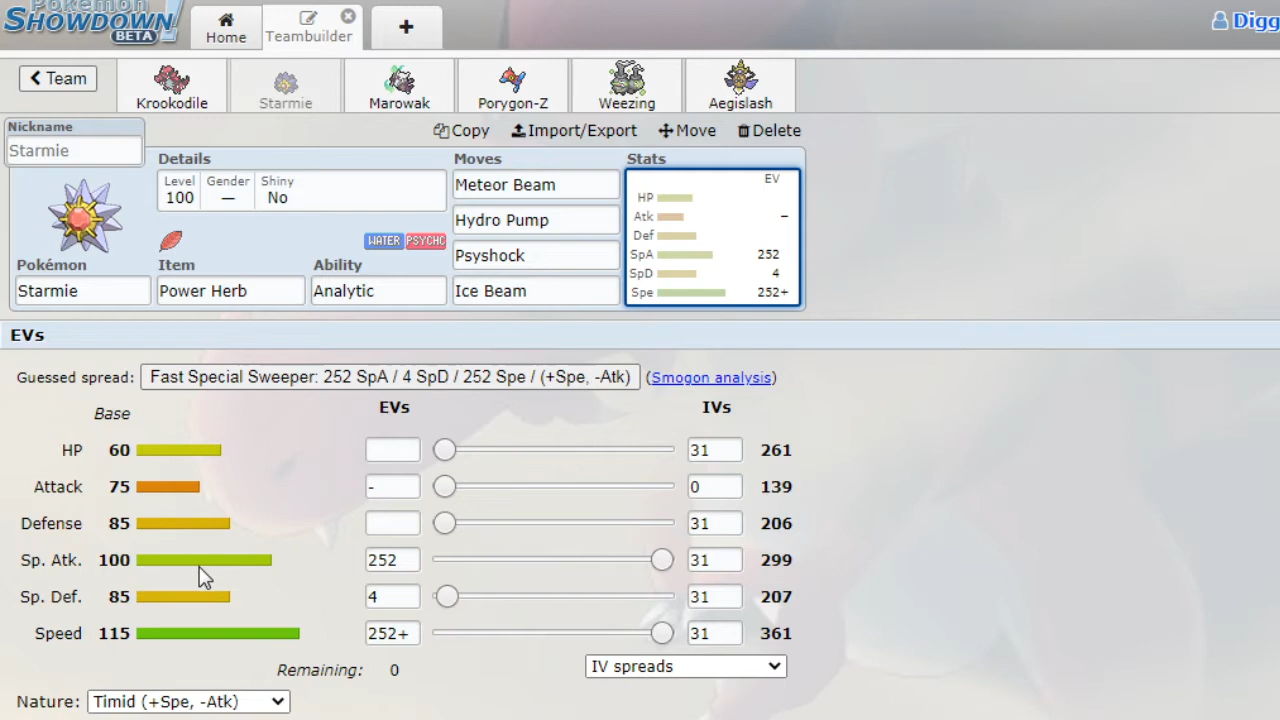 Pokémon
SHOWDOWN
BETA
Home
Teambuilder
+
Digg
Team
Krookodile
Starmie
Marowak
Porygon-Z
Weezing
Aegislash
Nickname
Starmie
Copy
Import/Export
Move
Delete
Details
Moves
Stats
Level
Gender
Shiny
100
—
No
WATER
PSYCHC
Pokémon
Item
Ability
Starmie
Power Herb
Analytic
Meteor Beam
Hydro Pump
Psyshock
Ice Beam
EV
HP
Atk –
Def
SpA 252
SpD 4
Spe 252+
EVs
Guessed spread: Fast Special Sweeper: 252 SpA / 4 SpD / 252 Spe / (+Spe, -Atk) (Smogon analysis)
Base EVs IVs
HP 60 31 261
Attack 75 - 0 139
Defense 85 31 206
Sp. Atk. 100 252 31 299
Sp. Def. 85 4 31 207
Speed 115 252+ 31 361
Remaining: 0
IV spreads
Nature: Timid (+Spe, -Atk)